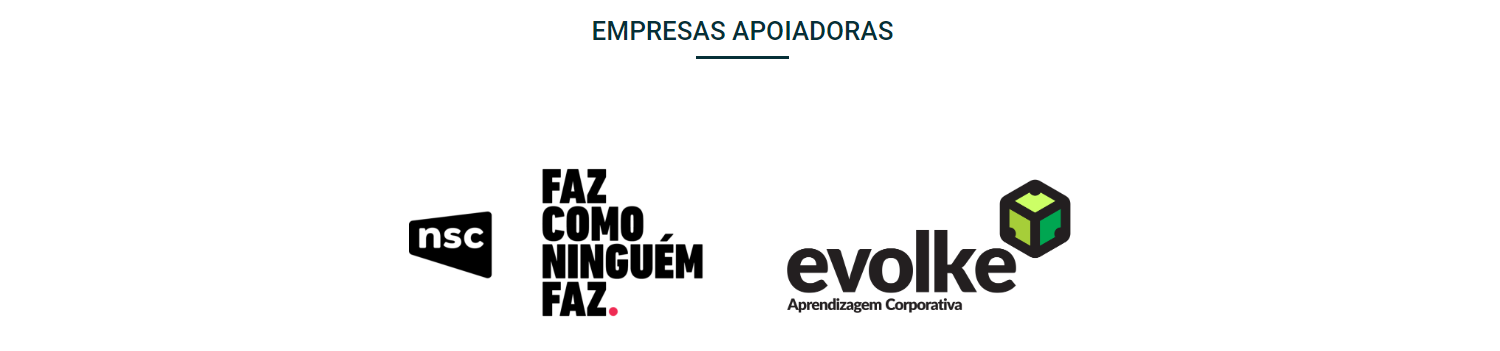 EMPRESAS APOIADORAS
nsc
FAZ
COMO
NINGUÉM
FAZ.
evolke
Aprendizagem Corporativa